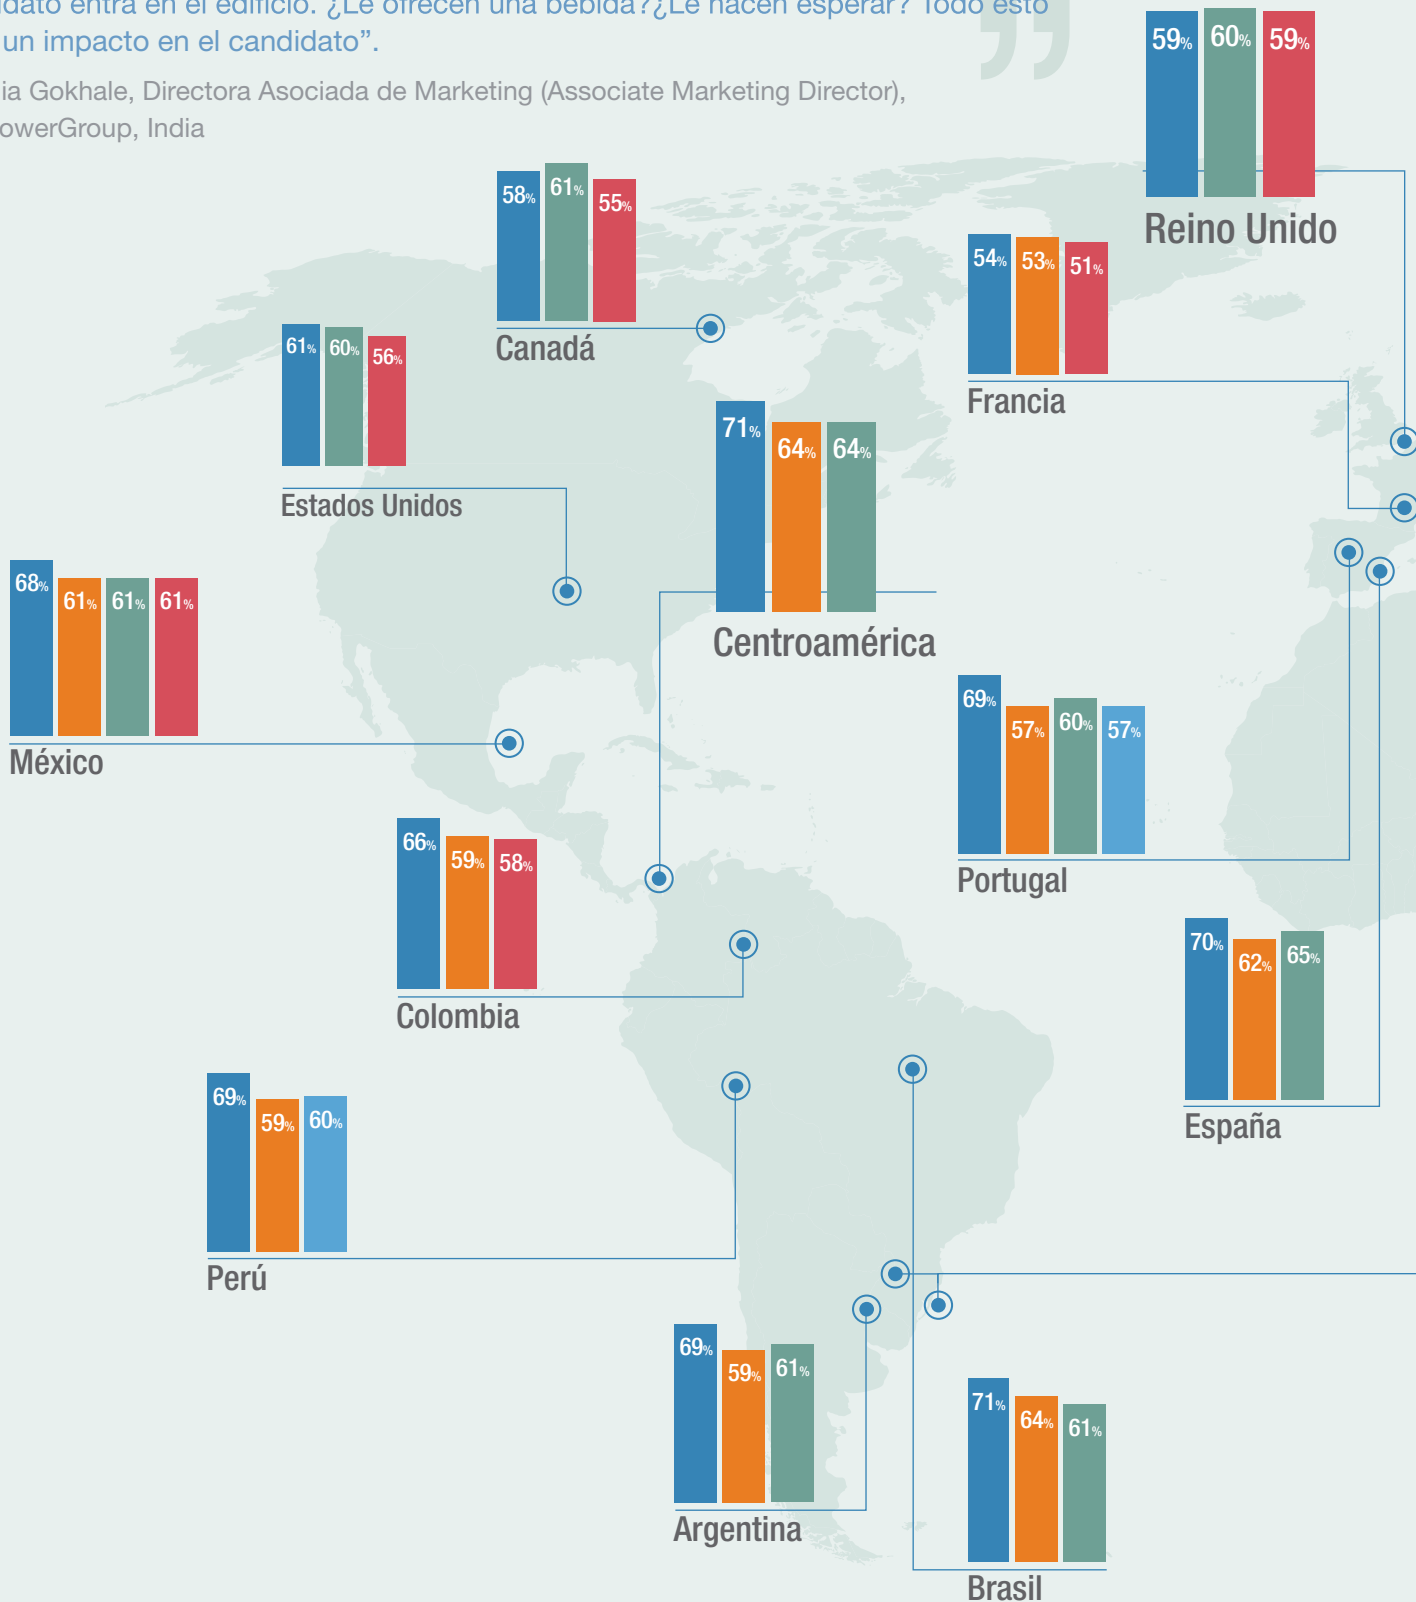 entra en el edificio. ¿Le ofrecen una bebida?¿Le hacen esperar? Todo esto
un impacto en el candidato”.
Gokhale, Directora Asociada de Marketing (Associate Marketing Director),
India
59% 60% 59%
Reino Unido
58% 61% 55%
Canadá
54% 53% 51%
Francia
61% 60% 56%
Estados Unidos
71% 64% 64%
Centroamérica
68% 61% 61% 61%
México
69% 57% 60% 57%
Portugal
66% 59% 58%
Colombia
70% 62% 65%
España
69% 59% 60%
Perú
69% 59% 61%
Argentina
71% 64% 61%
Brasil